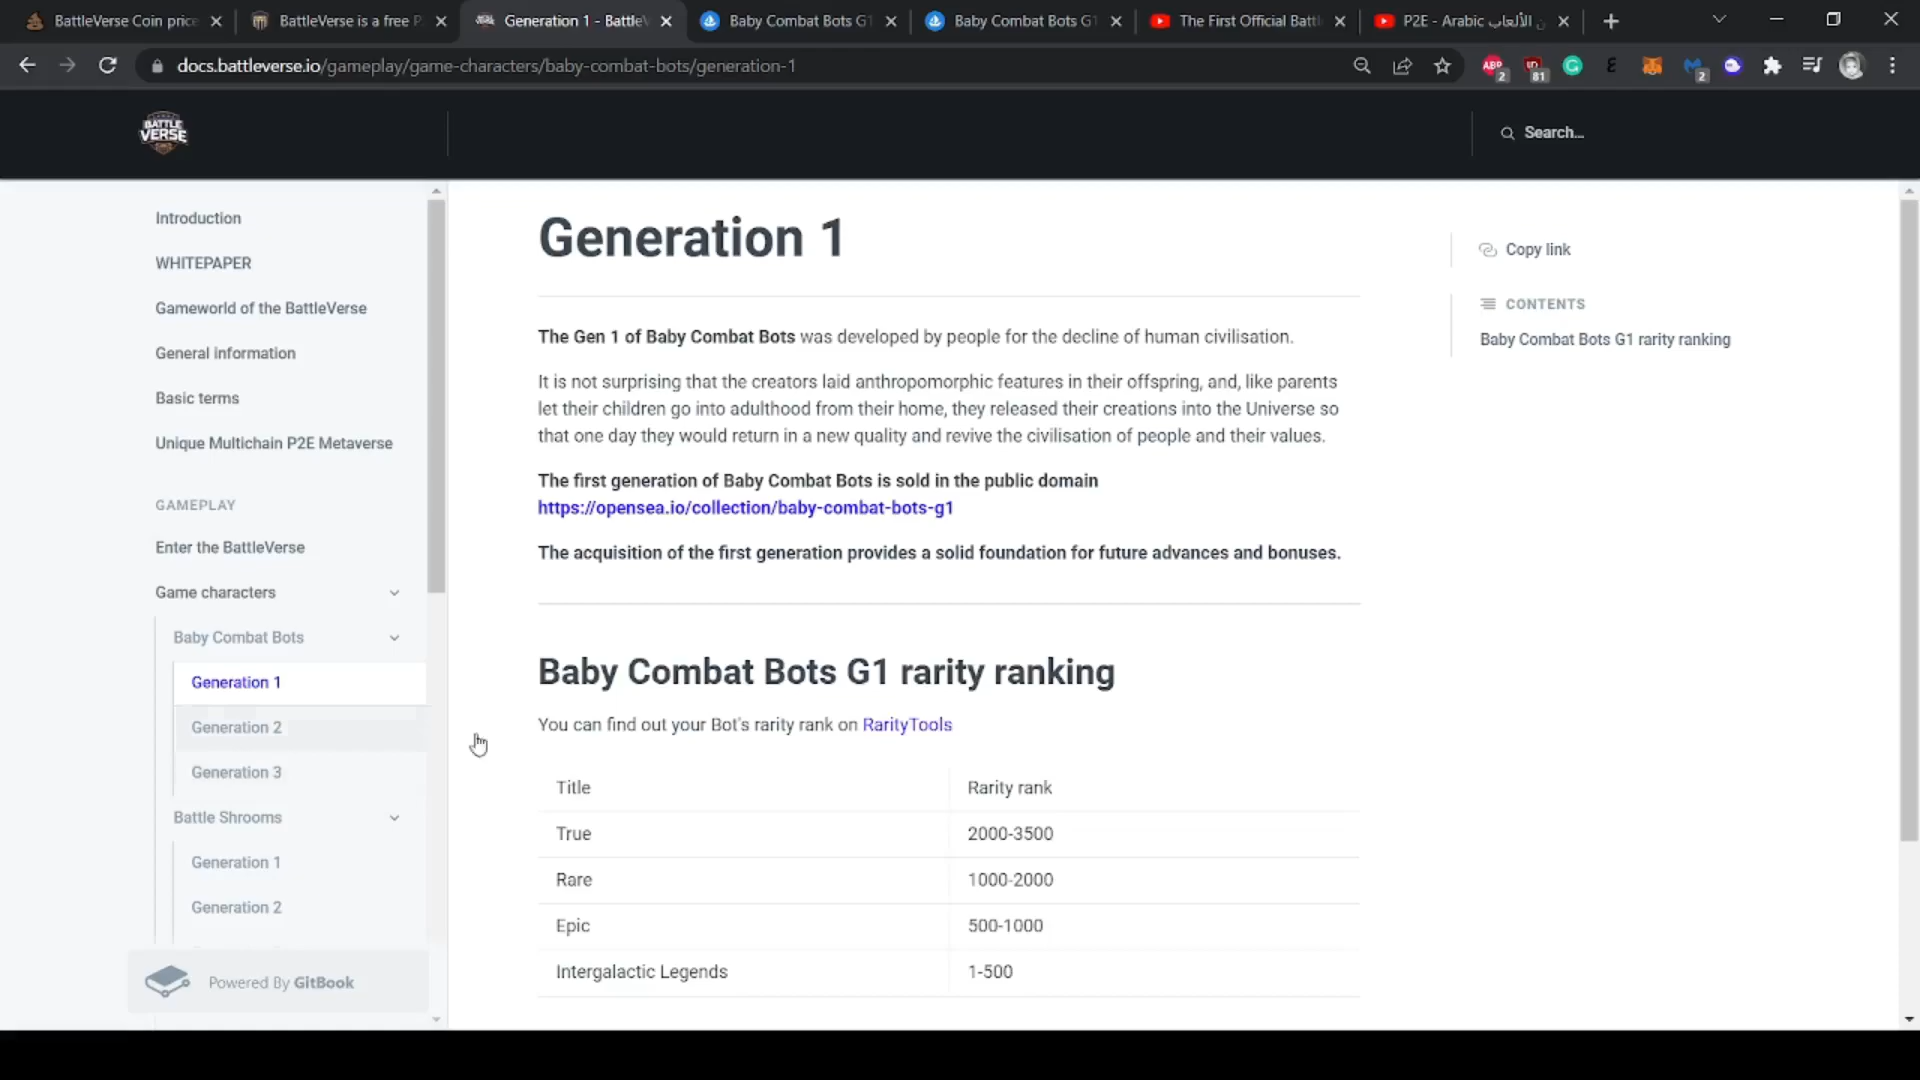 BattleVerse Coin price
BattleVerse is a free P
Generation 1 - BattleV
Baby Combat Bots G1
Baby Combat Bots G1
The First Official Battl
P2E - Arabic الألعاب
docs.battleverse.io/gameplay/game-characters/baby-combat-bots/generation-1
ABP
2
81
2
BATTLE
VERSE
Search...
Introduction
WHITEPAPER
Gameworld of the BattleVerse
General information
Basic terms
Unique Multichain P2E Metaverse
GAMEPLAY
Enter the BattleVerse
Game characters
Baby Combat Bots
Generation 1
Generation 2
Generation 3
Battle Shrooms
Generation 1
Generation 2
Powered By GitBook
Generation 1
The Gen 1 of Baby Combat Bots was developed by people for the decline of human civilisation.
It is not surprising that the creators laid anthropomorphic features in their offspring, and, like parents
let their children go into adulthood from their home, they released their creations into the Universe so
that one day they would return in a new quality and revive the civilisation of people and their values.
The first generation of Baby Combat Bots is sold in the public domain
https://opensea.io/collection/baby-combat-bots-g1
The acquisition of the first generation provides a solid foundation for future advances and bonuses.
Baby Combat Bots G1 rarity ranking
You can find out your Bot's rarity rank on RarityTools
Title Rarity rank
True 2000-3500
Rare 1000-2000
Epic 500-1000
Intergalactic Legends 1-500
Copy link
CONTENTS
Baby Combat Bots G1 rarity ranking